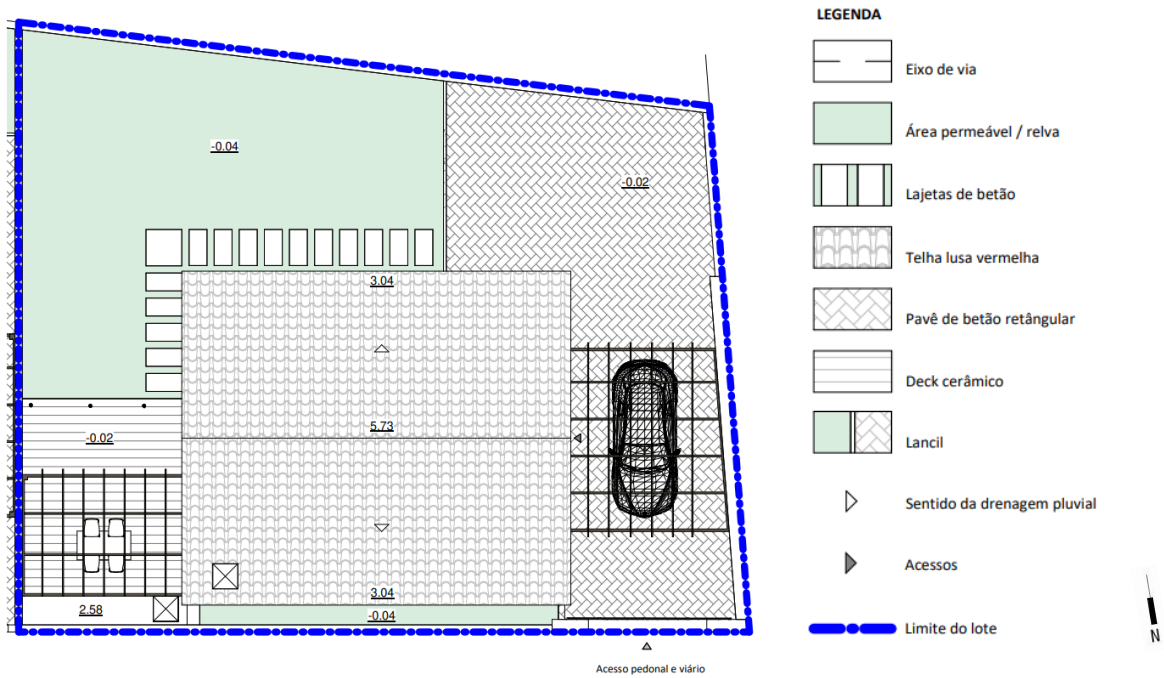 -0.04
-0.02
3.04
5.73
-0.02
3.04
2.58
-0.04
Acesso pedonal e viário
LEGENDA
Eixo de via
Área permeável / relva
Lajetas de betão
Telha lusa vermelha
Pavê de betão retângular
Deck cerâmico
Lancil
Sentido da drenagem pluvial
Acessos
Limite do lote
N